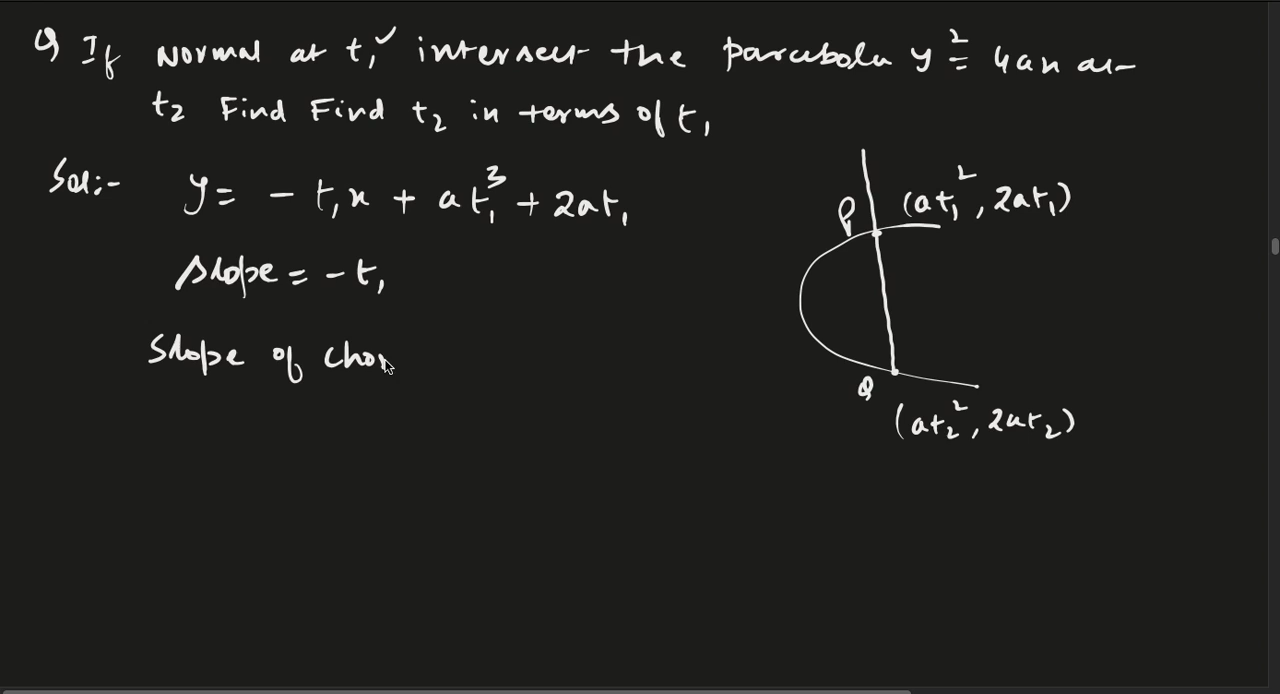 Q If Normal at t₁ intersect the parabola y² = 4ax at
t₂ Find Find t₂ in terms of t₁
Sol:- y = - t₁x + at₁³ + 2at₁
P (at₁², 2at₁)
slope = - t₁
Slope of chor
Q
(at₂², 2at₂)